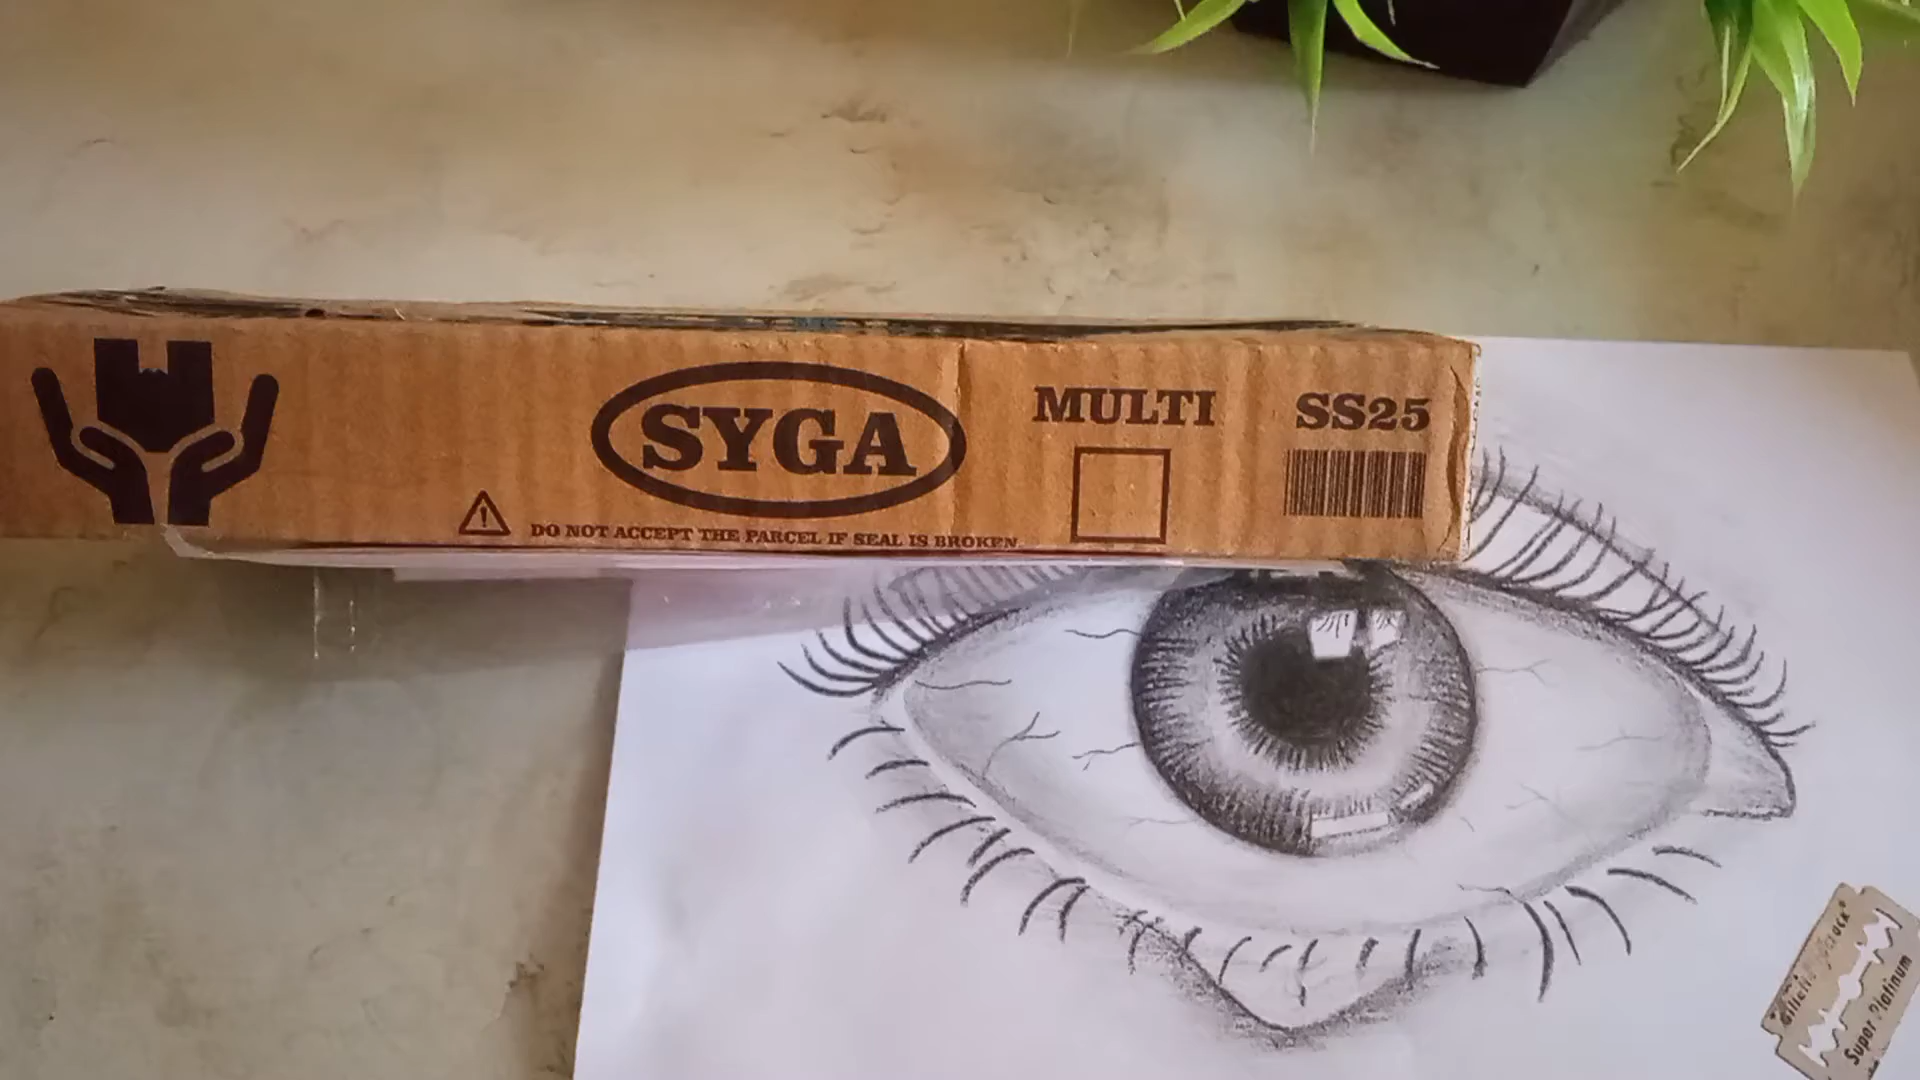 SYGA
MULTI
SS25
DO NOT ACCEPT THE PARCEL IF SEAL IS BROKEN
Super Platinum